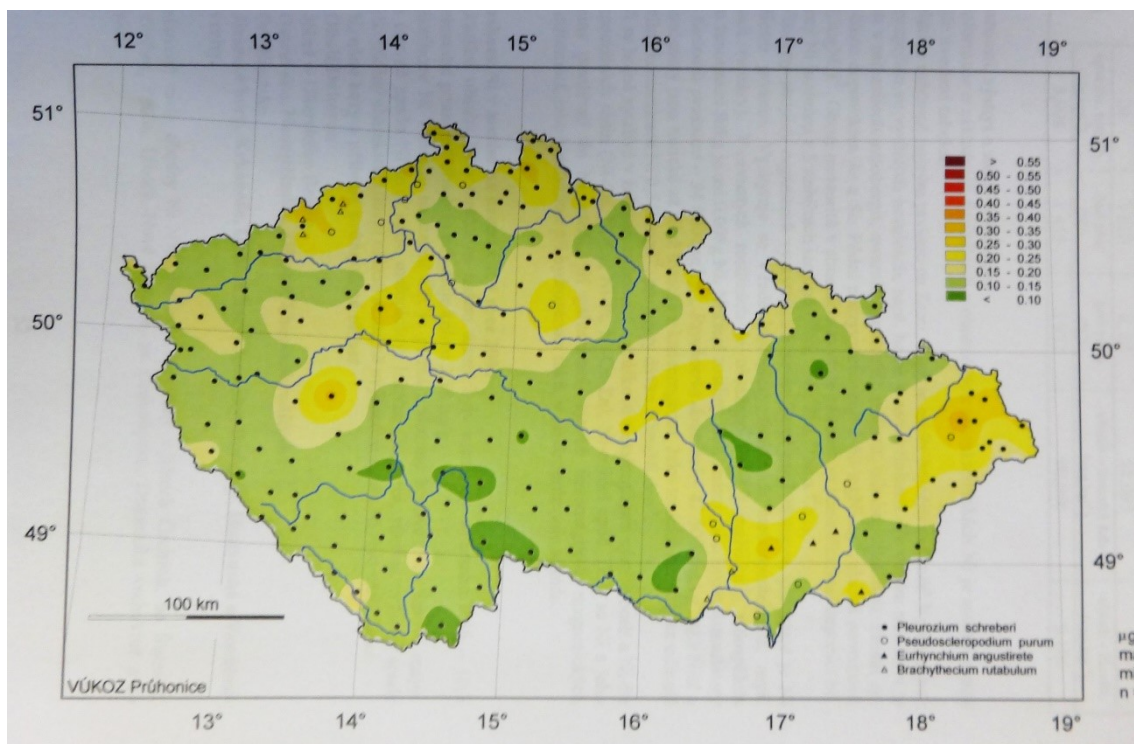 12° 13° 14° 15° 16° 17° 18° 19°
51° 51°
> 0.55
0.50 - 0.55
0.45 - 0.50
0.40 - 0.45
0.35 - 0.40
0.30 - 0.35
0.25 - 0.30
0.20 - 0.25
0.15 - 0.20
0.10 - 0.15
< 0.10
50° 50°
49° 49°
100 km
Pleurozium schreberi
Pseudoscleropodium purum
Eurhynchium angustirete
Brachythecium rutabulum
VÚKOZ Průhonice
µg
n
13° 14° 15° 16° 17° 18° 19°